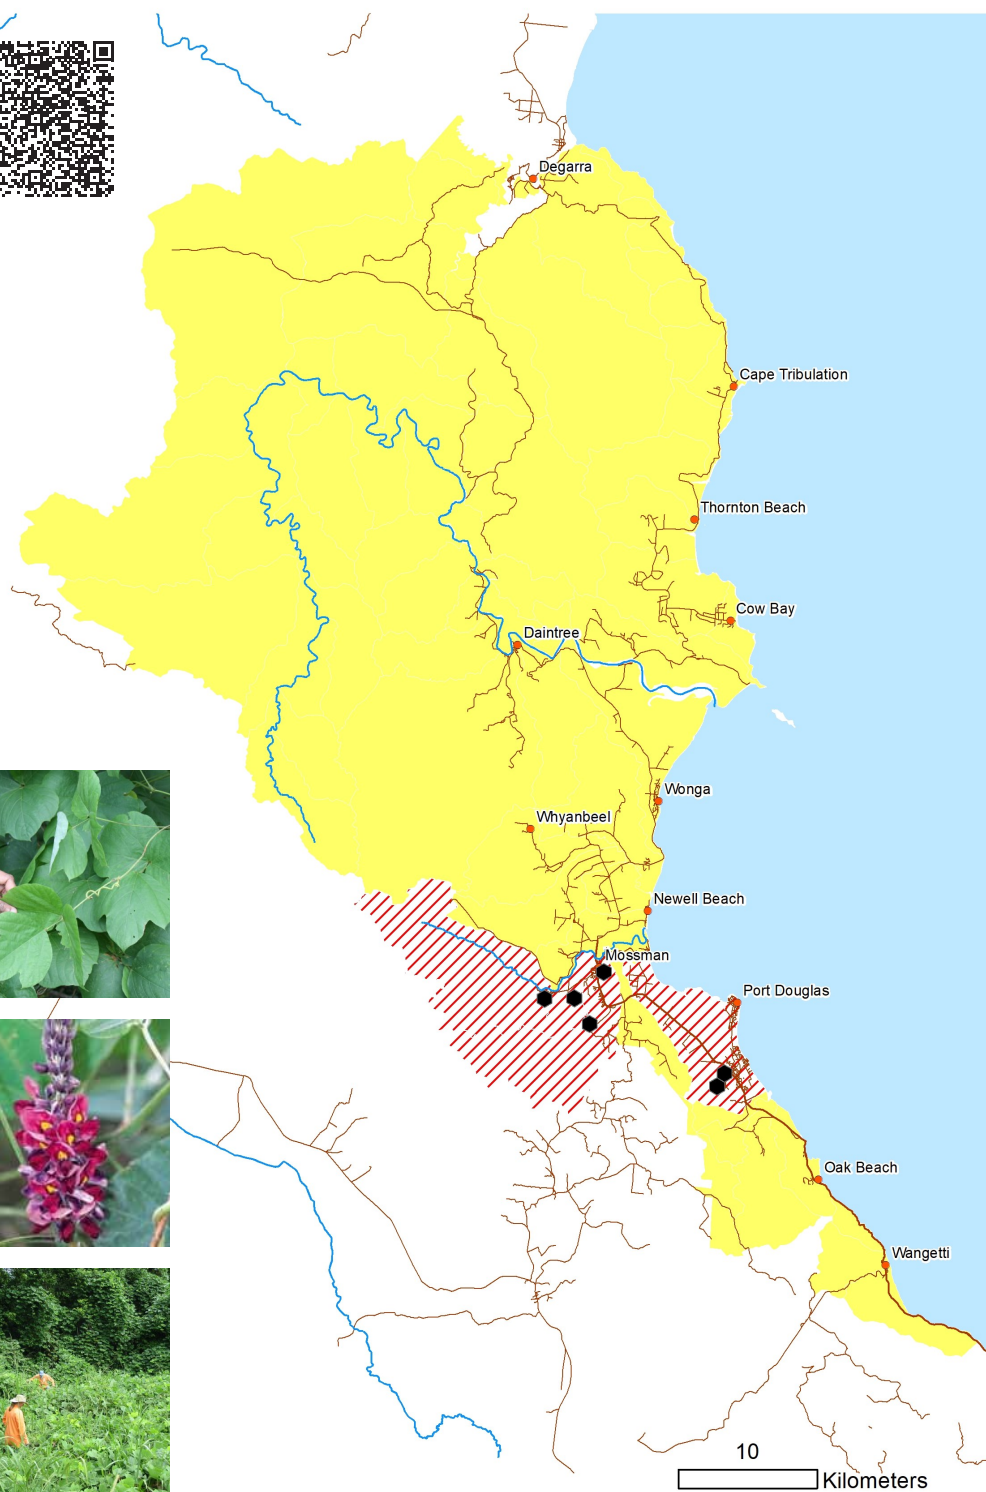 Degarra
Cape Tribulation
Thornton Beach
Cow Bay
Daintree
Wonga
Whyanbeel
Newell Beach
Mossman
Port Douglas
Oak Beach
Wangetti
10
Kilometers